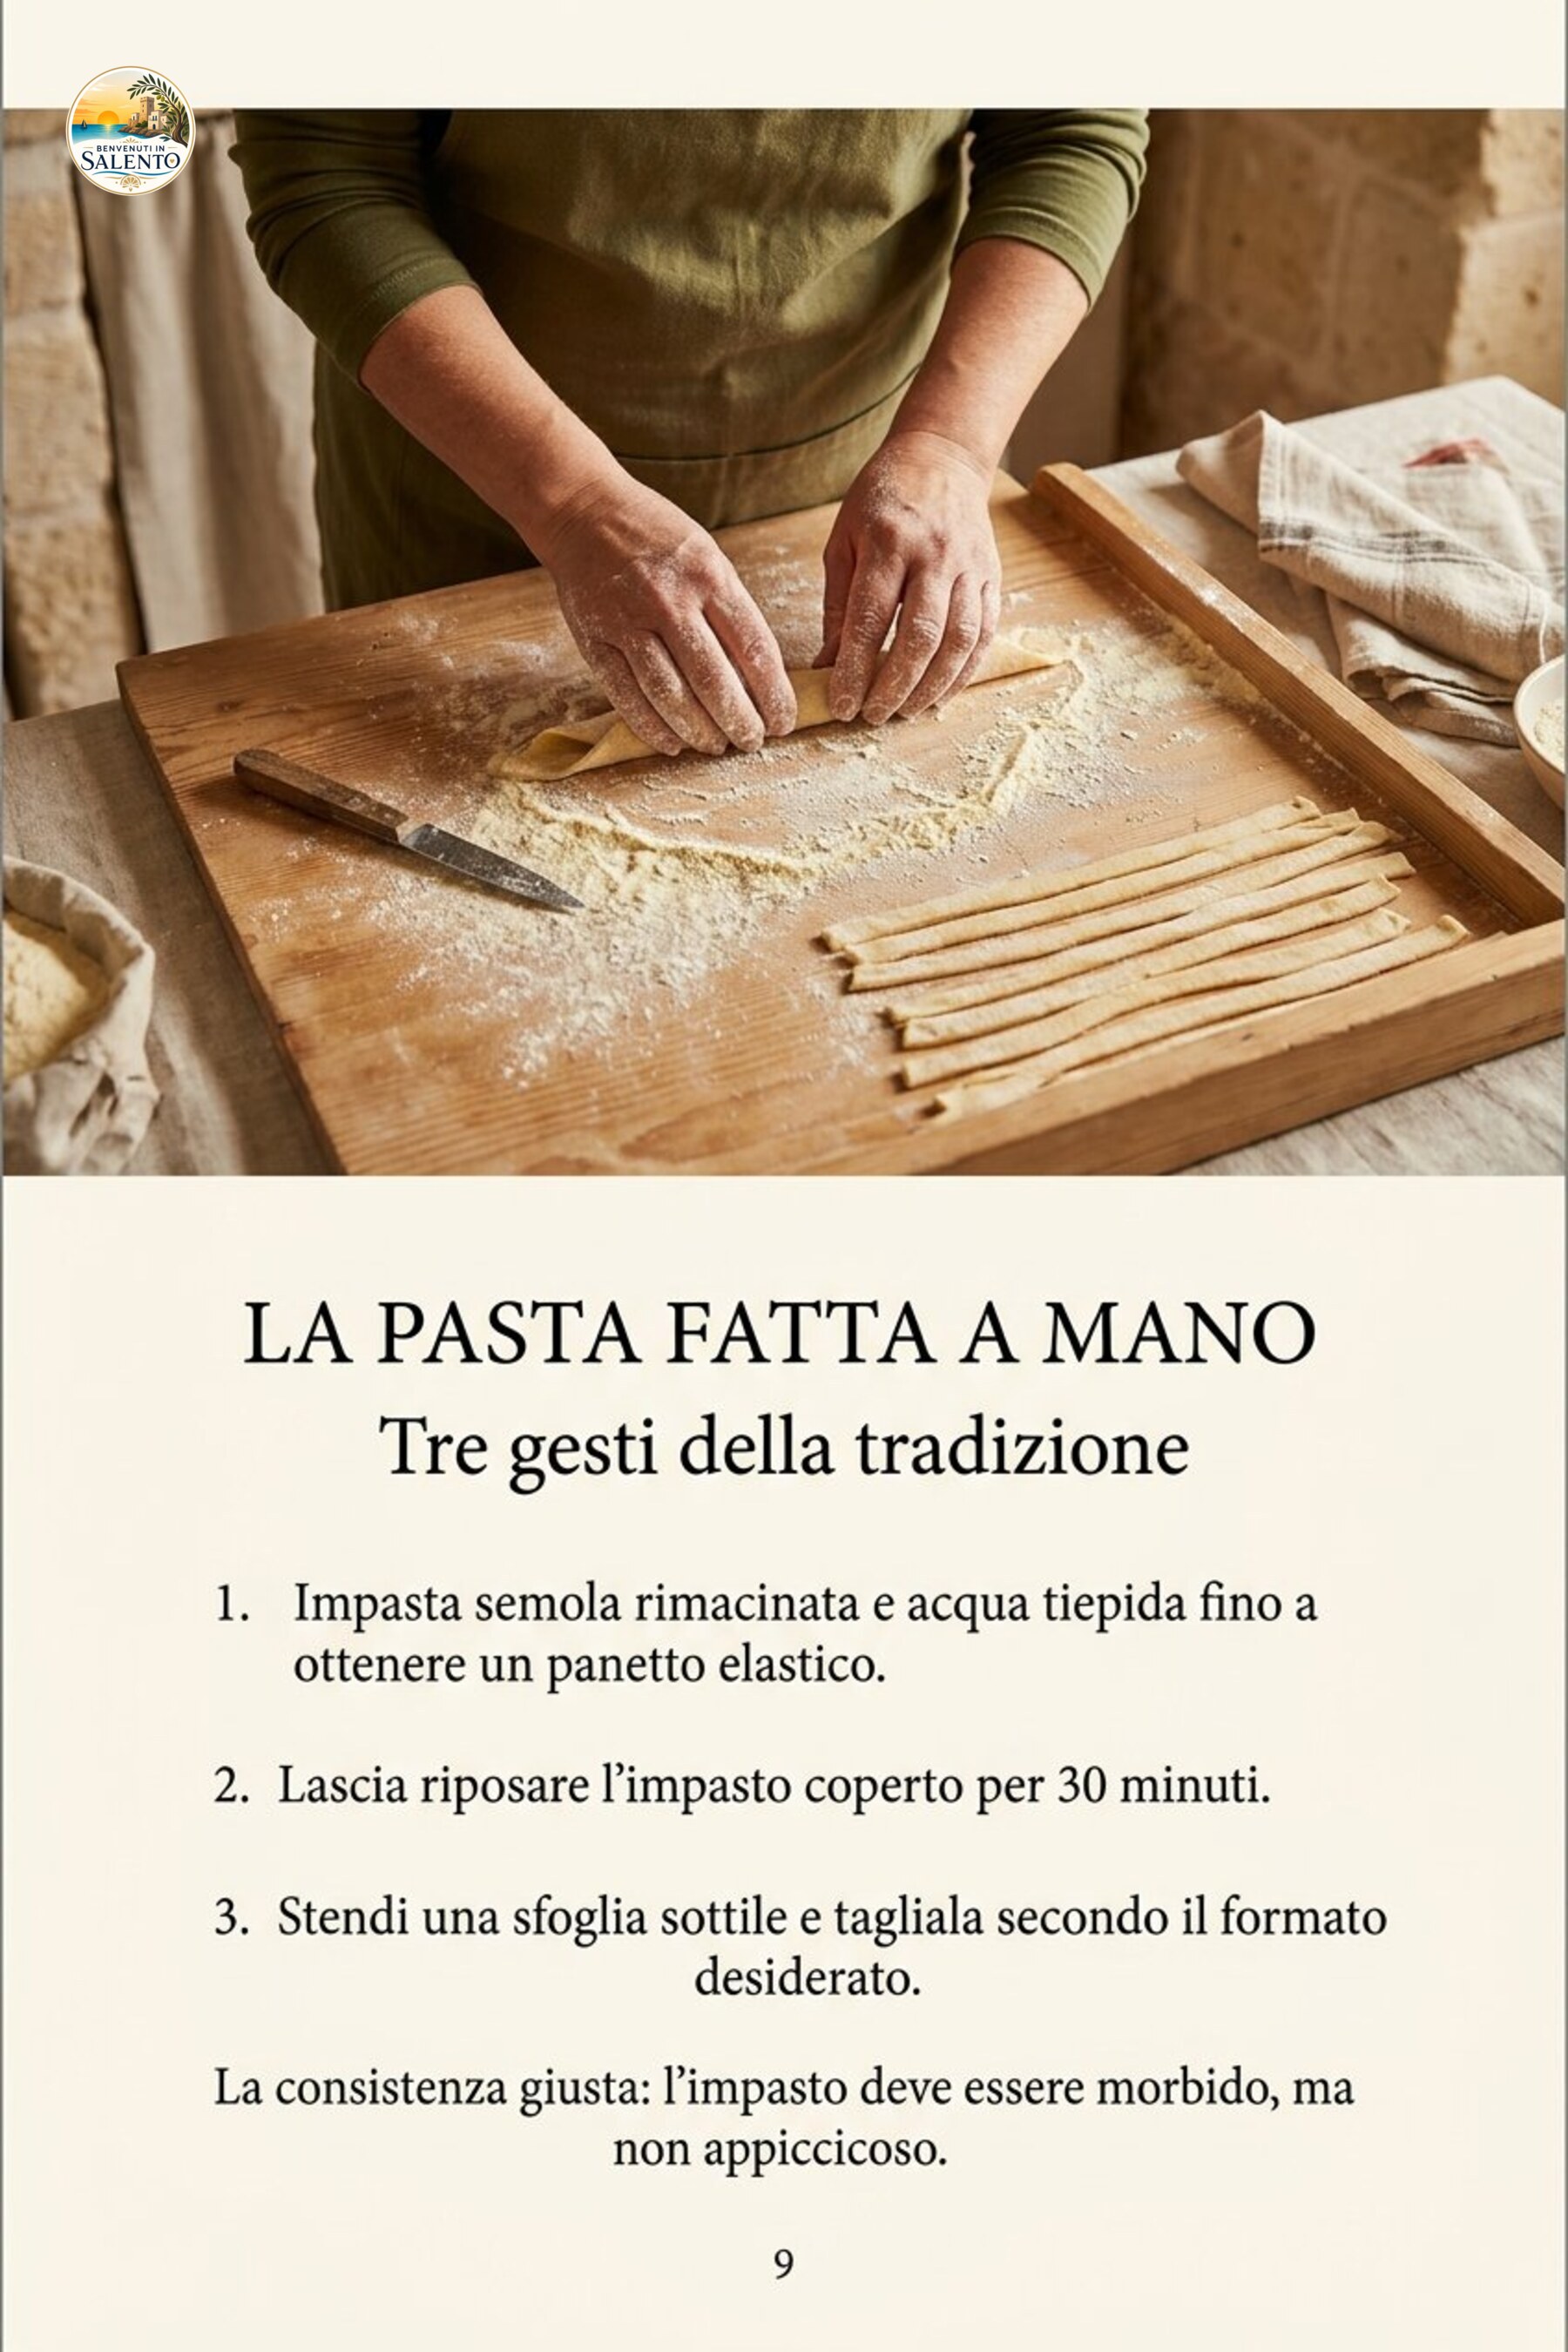 BENVENUTI IN
SALENTO
LA PASTA FATTA A MANO
Tre gesti della tradizione
1. Impasta semola rimacinata e acqua tiepida fino a
ottenere un panetto elastico.
2. Lascia riposare l’impasto coperto per 30 minuti.
3. Stendi una sfoglia sottile e tagliala secondo il formato
desiderato.
La consistenza giusta: l’impasto deve essere morbido, ma
non appiccicoso.
9